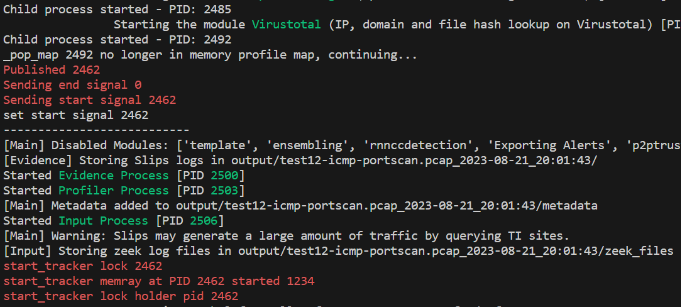 Child process started - PID: 2485
Starting the module Virustotal (IP, domain and file hash lookup on Virustotal) [PI
Child process started - PID: 2492
_pop_map 2492 no longer in memory profile map, continuing...
Published 2462
Sending end signal 0
Sending start signal 2462
set start signal 2462
---------------------------
[Main] Disabled Modules: ['template', 'ensembling', 'rnnccdetection', 'Exporting Alerts', 'p2ptrus
[Evidence] Storing Slips logs in output/test12-icmp-portscan.pcap_2023-08-21_20:01:43/
Started Evidence Process [PID 2500]
Started Profiler Process [PID 2503]
[Main] Metadata added to output/test12-icmp-portscan.pcap_2023-08-21_20:01:43/metadata
Started Input Process [PID 2506]
[Main] Warning: Slips may generate a large amount of traffic by querying TI sites.
[Input] Storing zeek log files in output/test12-icmp-portscan.pcap_2023-08-21_20:01:43/zeek_files
start_tracker lock 2462
start_tracker memray at PID 2462 started 1234
start_tracker lock holder pid 2462